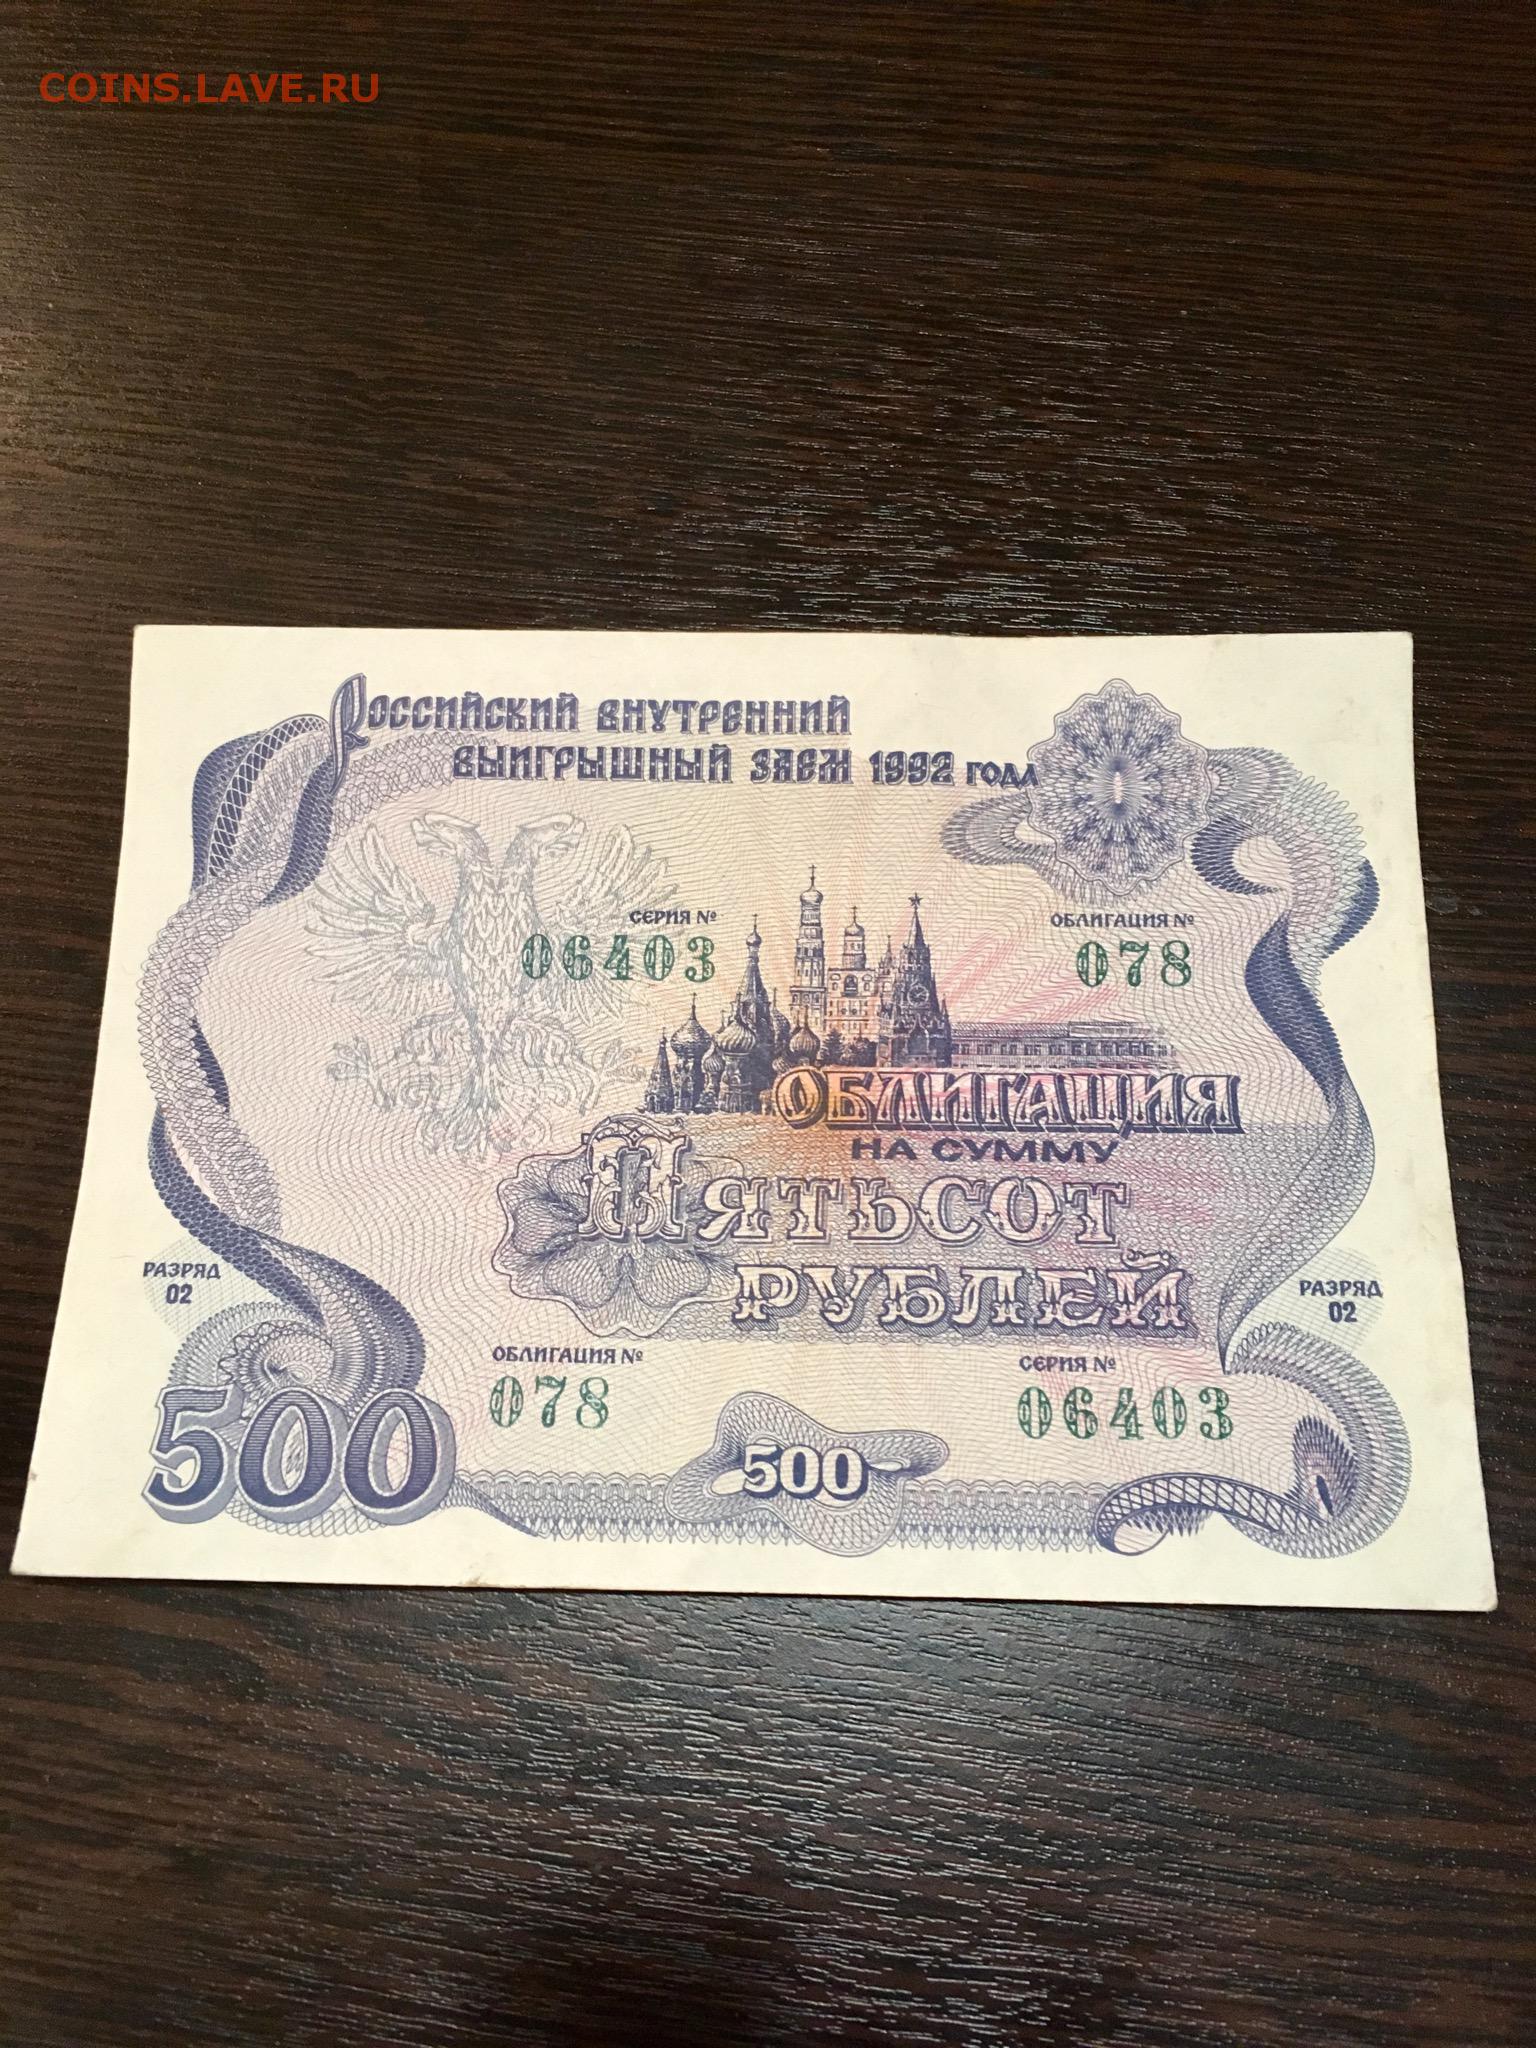 COINS.LAVE.RU
Российский внутренний
выигрышный заем 1992 года
СЕРИЯ №
06403
ОБЛИГАЦИЯ №
078
ОБЛИГАЦИЯ
НА СУММУ
ПЯТЬСОТ
РУБЛЕЙ
РАЗРЯД
02
РАЗРЯД
02
ОБЛИГАЦИЯ №
078
СЕРИЯ №
06403
500
500